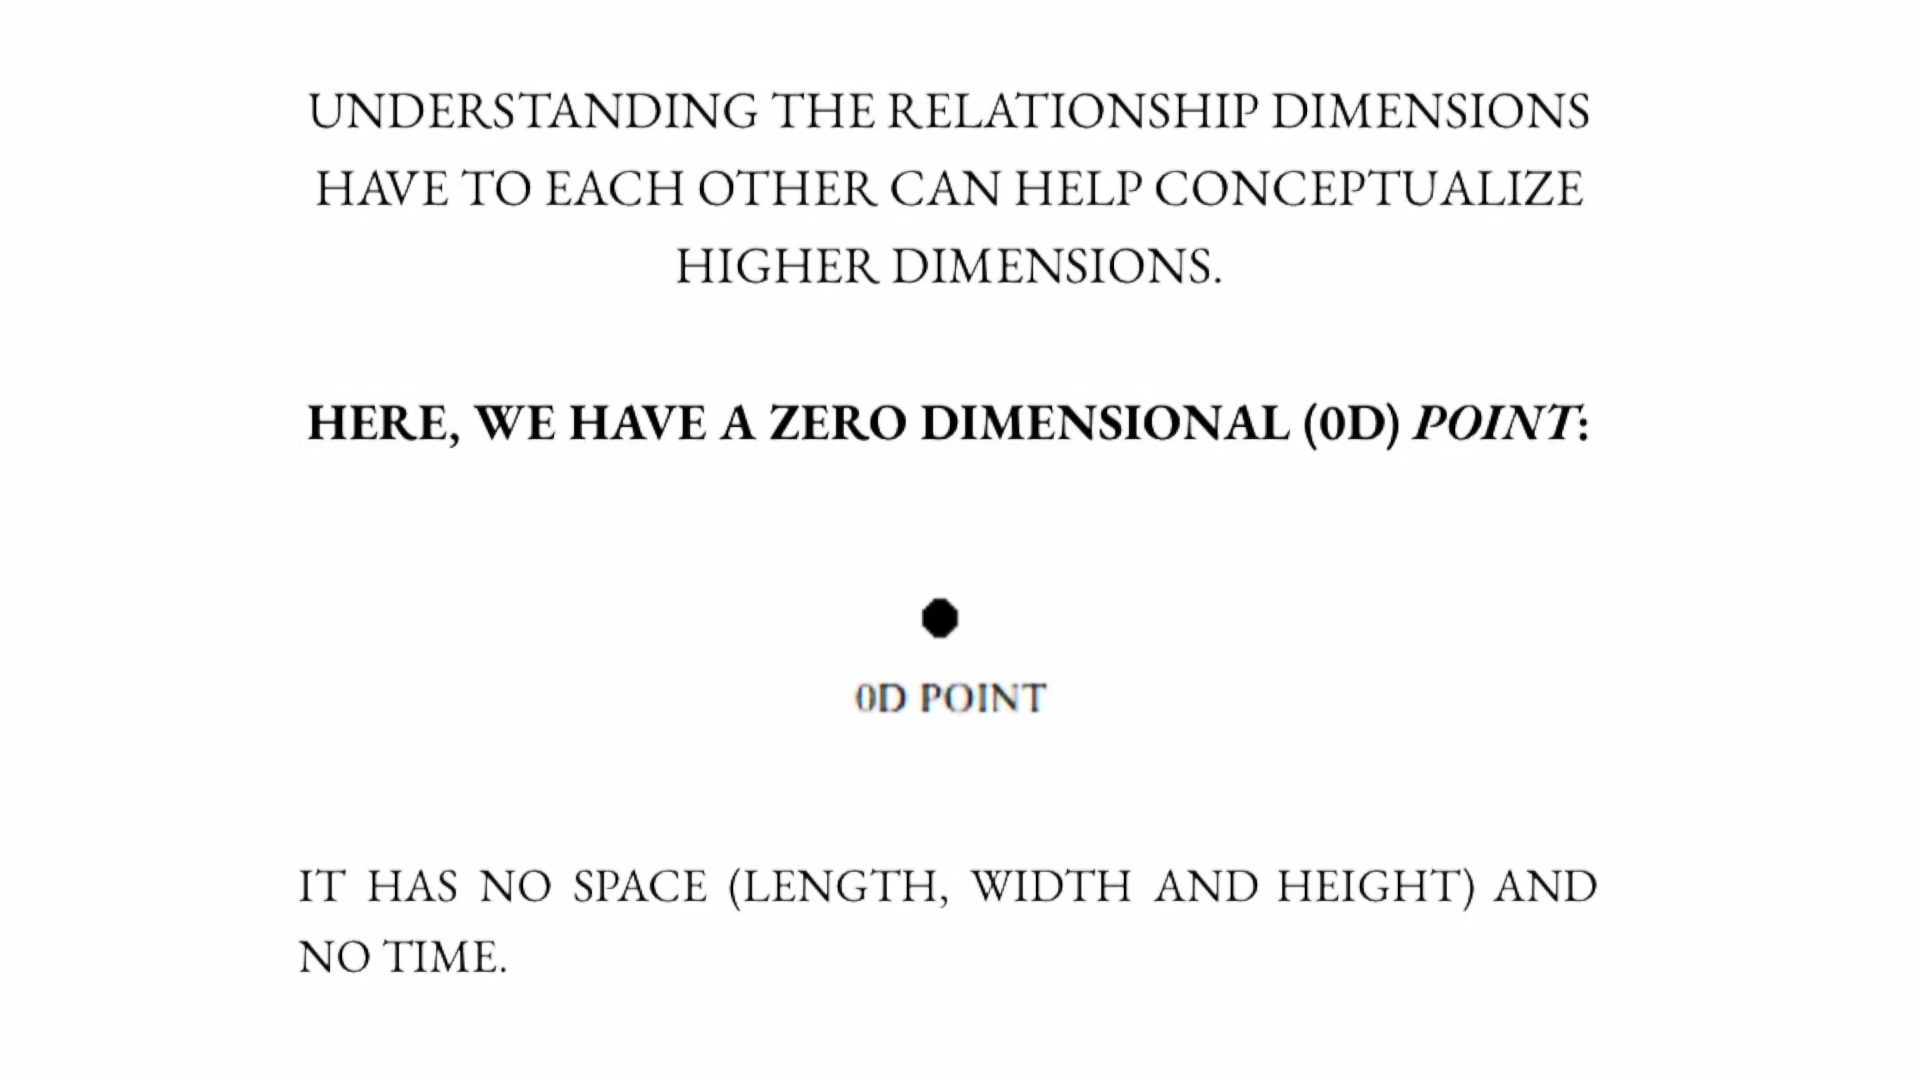 UNDERSTANDING THE RELATIONSHIP DIMENSIONS
HAVE TO EACH OTHER CAN HELP CONCEPTUALIZE
HIGHER DIMENSIONS.
HERE, WE HAVE A ZERO DIMENSIONAL (0D) POINT:
0D POINT
IT HAS NO SPACE (LENGTH, WIDTH AND HEIGHT) AND
NO TIME.